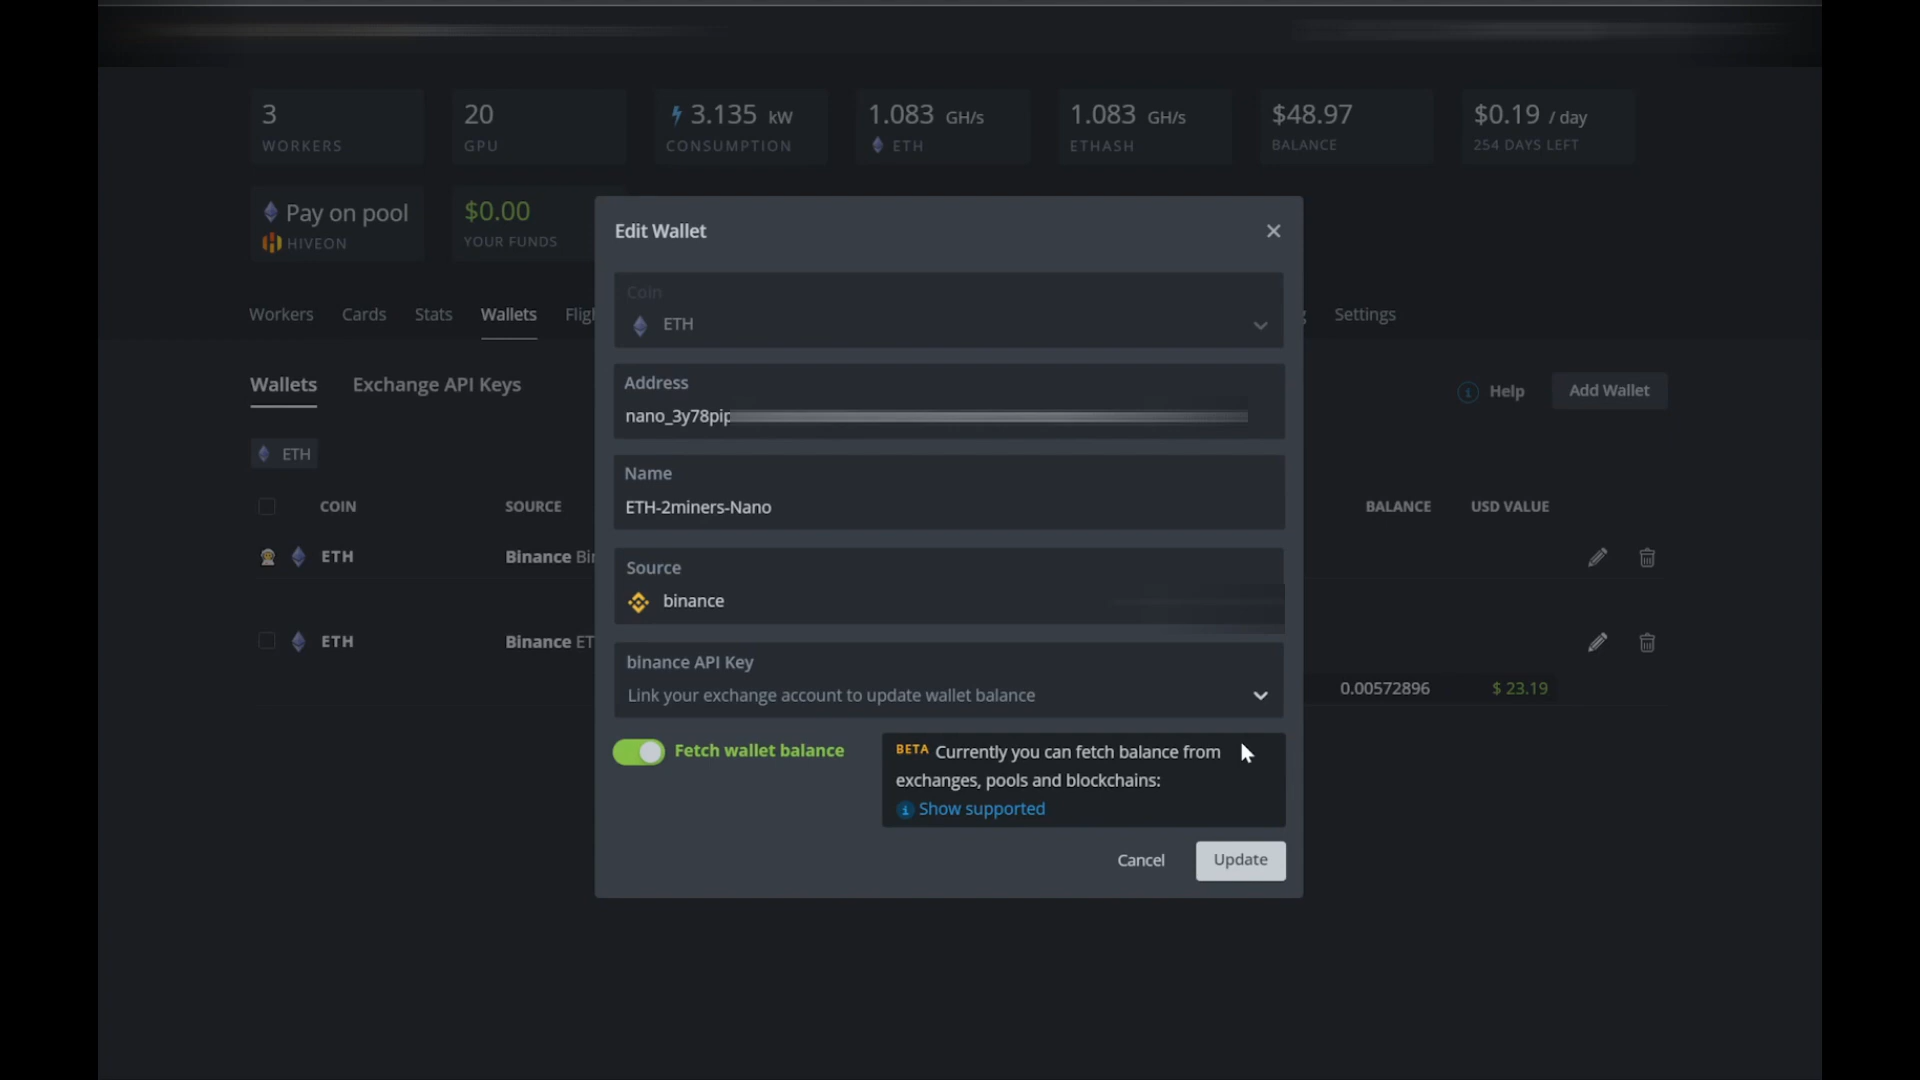 3
WORKERS
20
GPU
3.135 kW
CONSUMPTION
1.083 GH/s
ETH
1.083 GH/s
ETHASH
$48.97
BALANCE
$0.19 / day
254 DAYS LEFT
Pay on pool
HIVEON
$0.00
YOUR FUNDS
Workers Cards Stats Wallets Settings
Wallets Exchange API Keys
Help
Add Wallet
ETH
COIN SOURCE BALANCE USD VALUE
ETH Binance
ETH Binance
0.00572896 $ 23.19
Edit Wallet
Coin
ETH
Address
nano_3y78pip
Name
ETH-2miners-Nano
Source
binance
binance API Key
Link your exchange account to update wallet balance
Fetch wallet balance
BETA Currently you can fetch balance from
exchanges, pools and blockchains:
Show supported
Cancel
Update